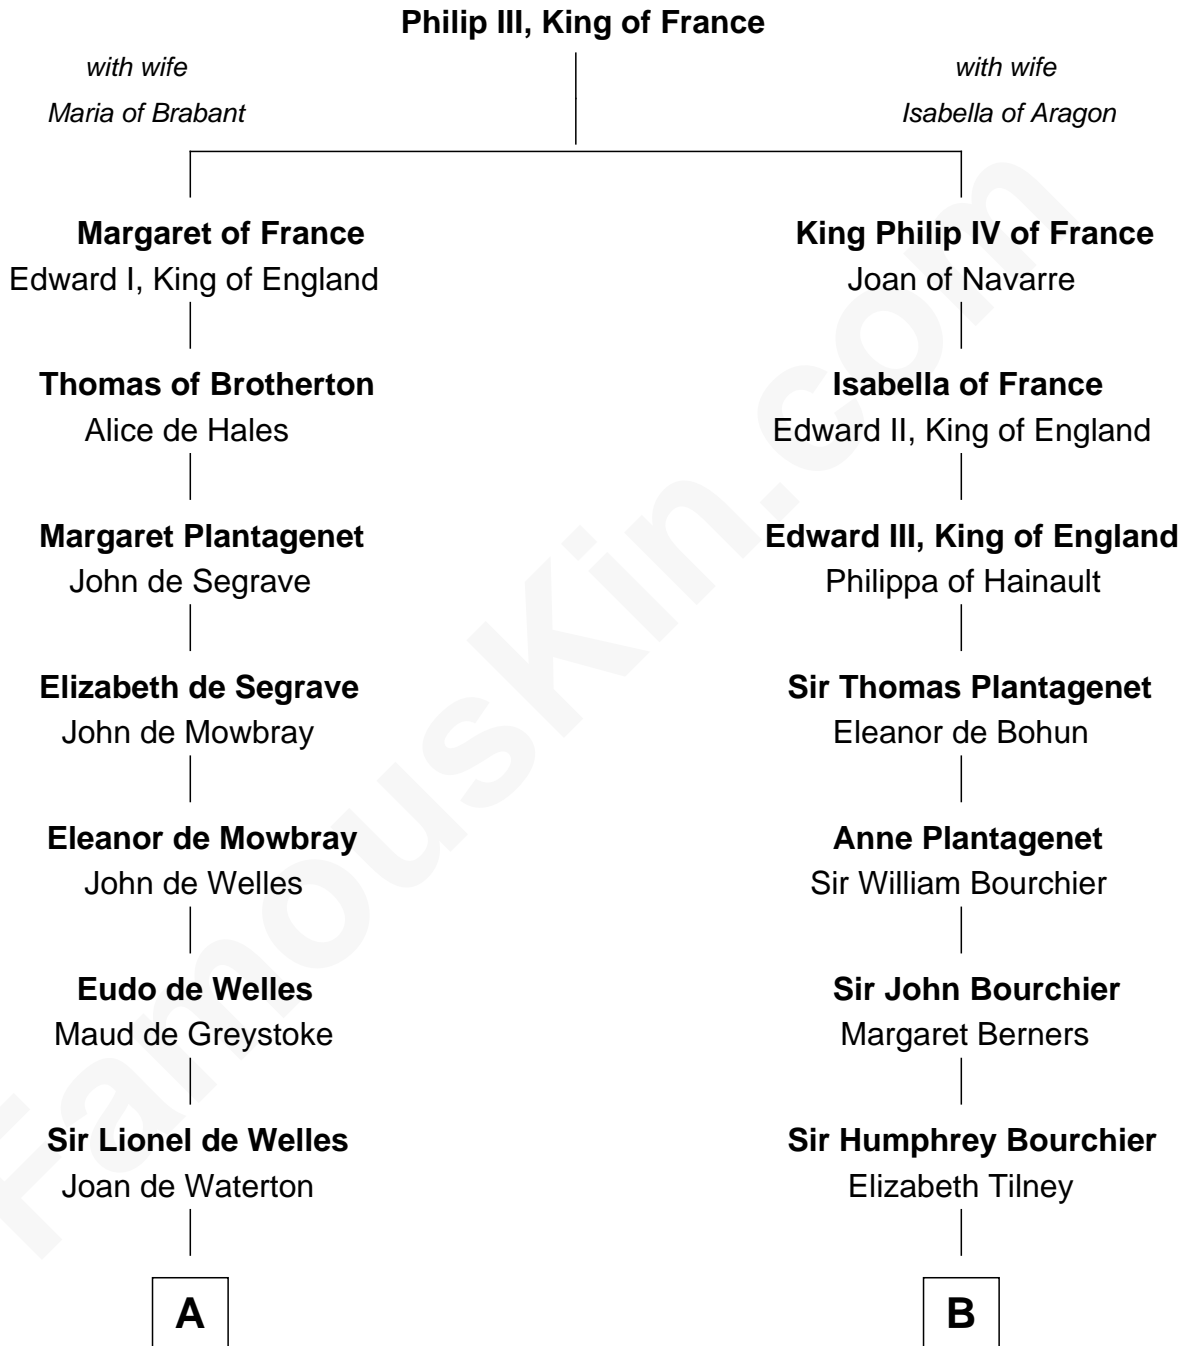 Philip III, King of France
with wife
Maria of Brabant
with wife
Isabella of Aragon
Margaret of France
Edward I, King of England
King Philip IV of France
Joan of Navarre
Thomas of Brotherton
Alice de Hales
Isabella of France
Edward II, King of England
Margaret Plantagenet
John de Segrave
Edward III, King of England
Philippa of Hainault
Elizabeth de Segrave
John de Mowbray
Sir Thomas Plantagenet
Eleanor de Bohun
Eleanor de Mowbray
John de Welles
Anne Plantagenet
Sir William Bourchier
Eudo de Welles
Maud de Greystoke
Sir John Bourchier
Margaret Berners
Sir Lionel de Welles
Joan de Waterton
Sir Humphrey Bourchier
Elizabeth Tilney
A
B
FamousKin.com